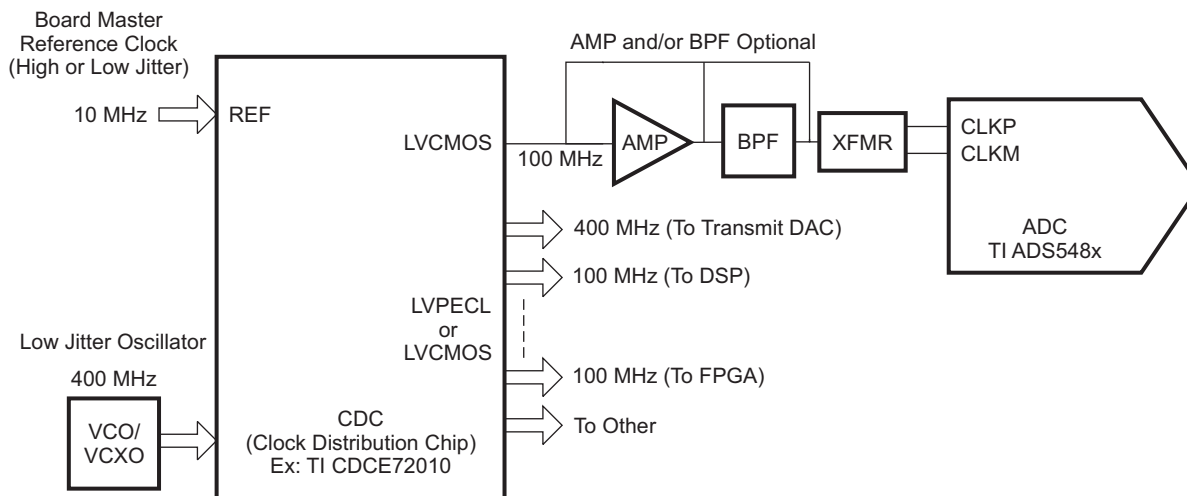 Board Master
Reference Clock
(High or Low Jitter)
10 MHz
REF
LVCMOS
100 MHz
AMP and/or BPF Optional
AMP
BPF
XFMR
CLKP
CLKM
ADC
TI ADS548x
400 MHz (To Transmit DAC)
100 MHz (To DSP)
LVPECL
or
LVCMOS
100 MHz (To FPGA)
To Other
Low Jitter Oscillator
400 MHz
VCO/
VCXO
CDC
(Clock Distribution Chip)
Ex: TI CDCE72010